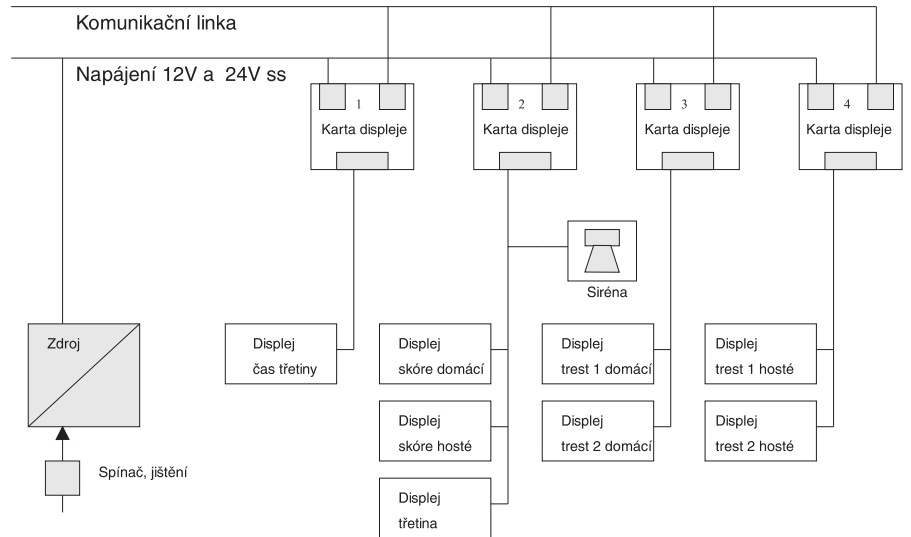 Komunikační linka
Napájení 12V a 24V ss
1
Karta displeje
2
Karta displeje
3
Karta displeje
4
Karta displeje
Siréna
Zdroj
Displej
čas třetiny
Displej
skóre domácí
Displej
trest 1 domácí
Displej
trest 1 hosté
Displej
skóre hosté
Displej
trest 2 domácí
Displej
trest 2 hosté
Spínač, jištění
Displej
třetina